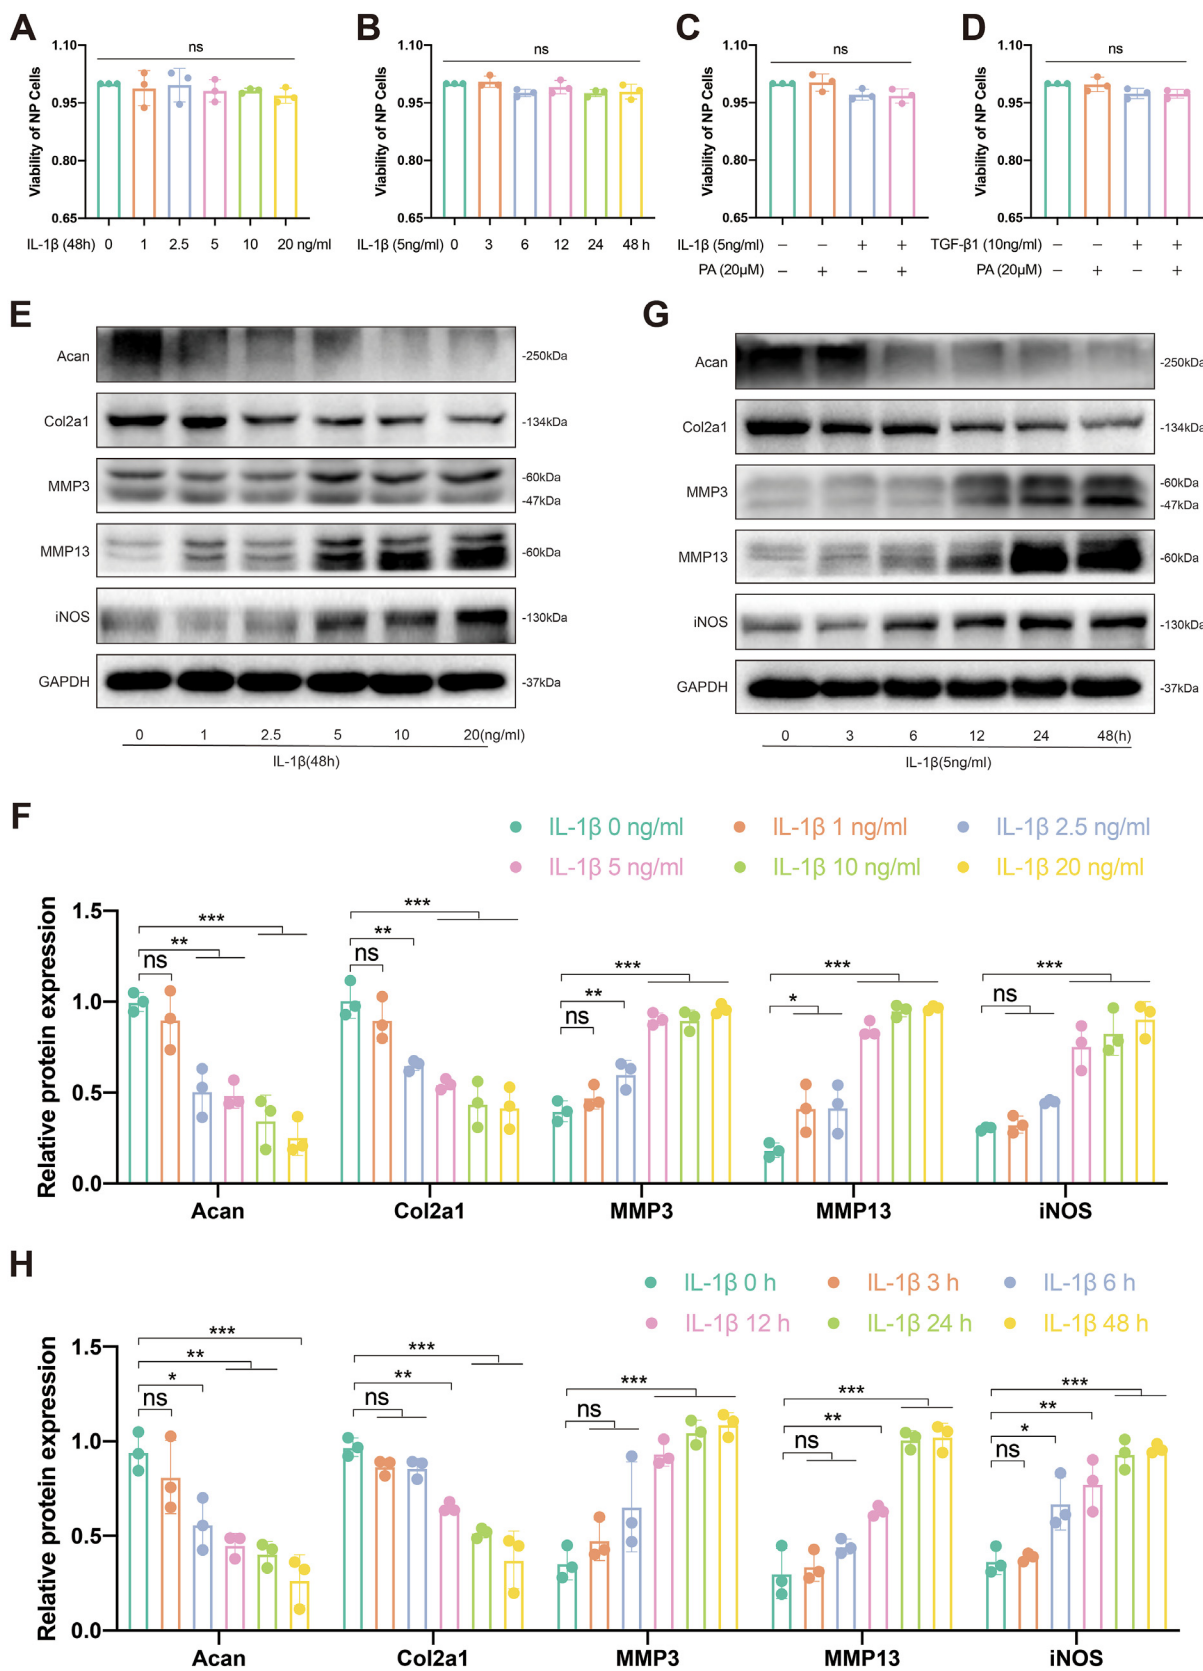 A
B
C
D
1.10
0.95
0.80
0.65
Viability of NP Cells
ns
IL-1β (48h) 0 1 2.5 5 10 20 ng/ml
1.10
0.95
0.80
0.65
Viability of NP Cells
ns
IL-1β (5ng/ml) 0 3 6 12 24 48 h
1.10
0.95
0.80
0.65
Viability of NP Cells
ns
IL-1β (5ng/ml) – – + +
PA (20μM) – + – +
1.10
0.95
0.80
0.65
Viability of NP Cells
ns
TGF-β1 (10ng/ml) – – + +
PA (20μM) – + – +
E
Acan -250kDa
Col2a1 -134kDa
MMP3 -60kDa
-47kDa
MMP13 -60kDa
iNOS -130kDa
GAPDH -37kDa
0 1 2.5 5 10 20(ng/ml)
IL-1β(48h)
G
Acan -250kDa
Col2a1 -134kDa
MMP3 -60kDa
-47kDa
MMP13 -60kDa
iNOS -130kDa
GAPDH -37kDa
0 3 6 12 24 48(h)
IL-1β(5ng/ml)
F
IL-1β 0 ng/ml IL-1β 1 ng/ml IL-1β 2.5 ng/ml
IL-1β 5 ng/ml IL-1β 10 ng/ml IL-1β 20 ng/ml
Relative protein expression
1.5
1.0
0.5
0.0
***
**
ns
***
**
ns
***
**
ns
***
*
***
ns
Acan Col2a1 MMP3 MMP13 iNOS
H
IL-1β 0 h IL-1β 3 h IL-1β 6 h
IL-1β 12 h IL-1β 24 h IL-1β 48 h
Relative protein expression
1.5
1.0
0.5
0.0
***
**
*
ns
***
**
ns
***
ns
***
**
ns
***
**
*
ns
Acan Col2a1 MMP3 MMP13 iNOS